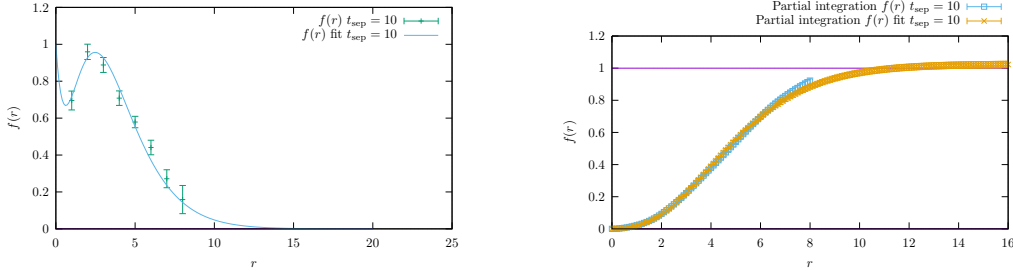 f(r) t_sep = 10
f(r) fit t_sep = 10
1
0.8
0.6
0.4
0.2
0
f(r)
0 5 10 15 20 25
r
Partial integration f(r) t_sep = 10
Partial integration f(r) fit t_sep = 10
1.2
1
0.8
0.6
0.4
0.2
0
f(r)
0 2 4 6 8 10 12 14 16
r